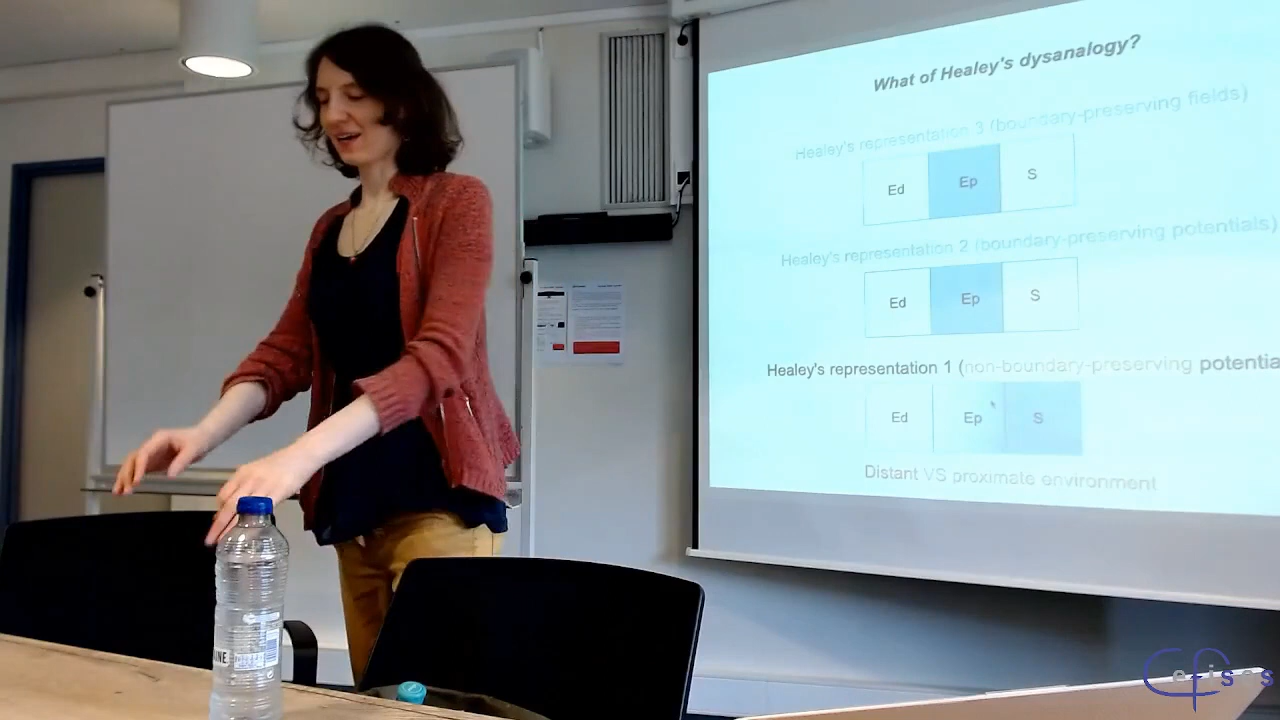 What of Healey's dysanalogy?
Healey's representation 3 (boundary-preserving fields)
Ed Ep S
Healey's representation 2 (boundary-preserving potentials)
Ed Ep S
Healey's representation 1 (non-boundary-preserving potentia
Ed Ep S
Distant VS proximate environment
Cefises